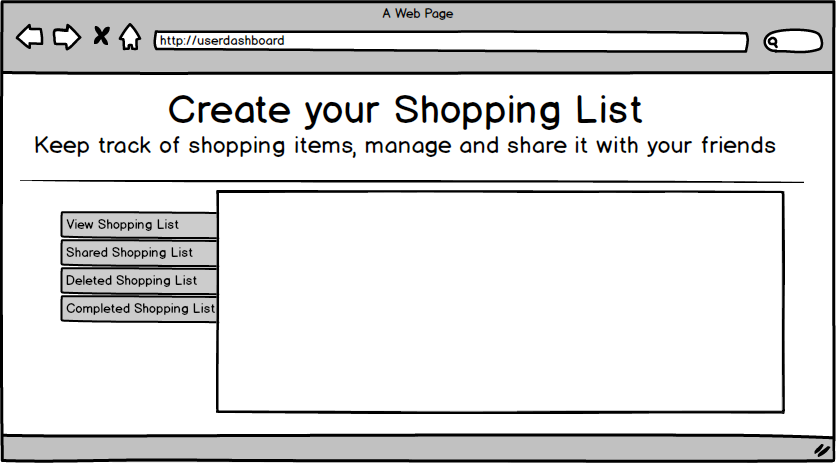 A Web Page
http://userdashboard
Create your Shopping List
Keep track of shopping items, manage and share it with your friends
View Shopping List
Shared Shopping List
Deleted Shopping List
Completed Shopping List